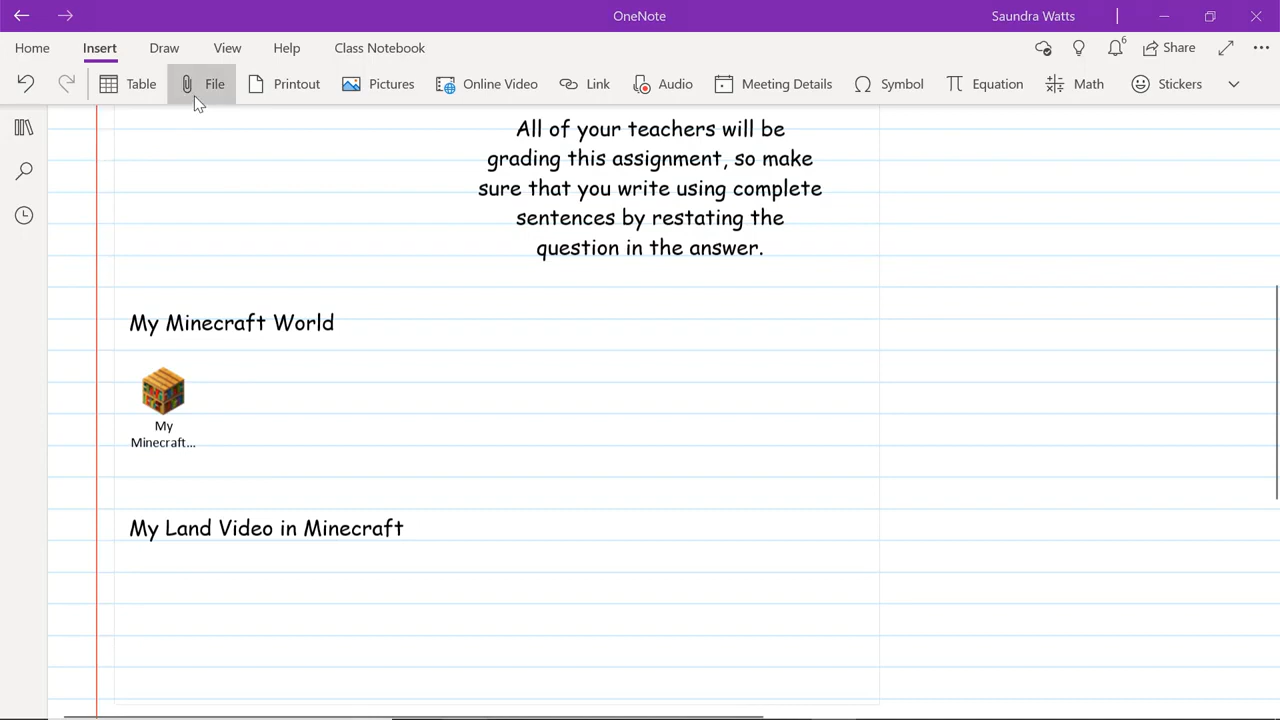 OneNote
Saundra Watts
Home Insert Draw View Help Class Notebook
6 Share
Table File Printout Pictures Online Video Link Audio Meeting Details Symbol Equation Math Stickers
All of your teachers will be
grading this assignment, so make
sure that you write using complete
sentences by restating the
question in the answer.
My Minecraft World
My
Minecraft...
My Land Video in Minecraft